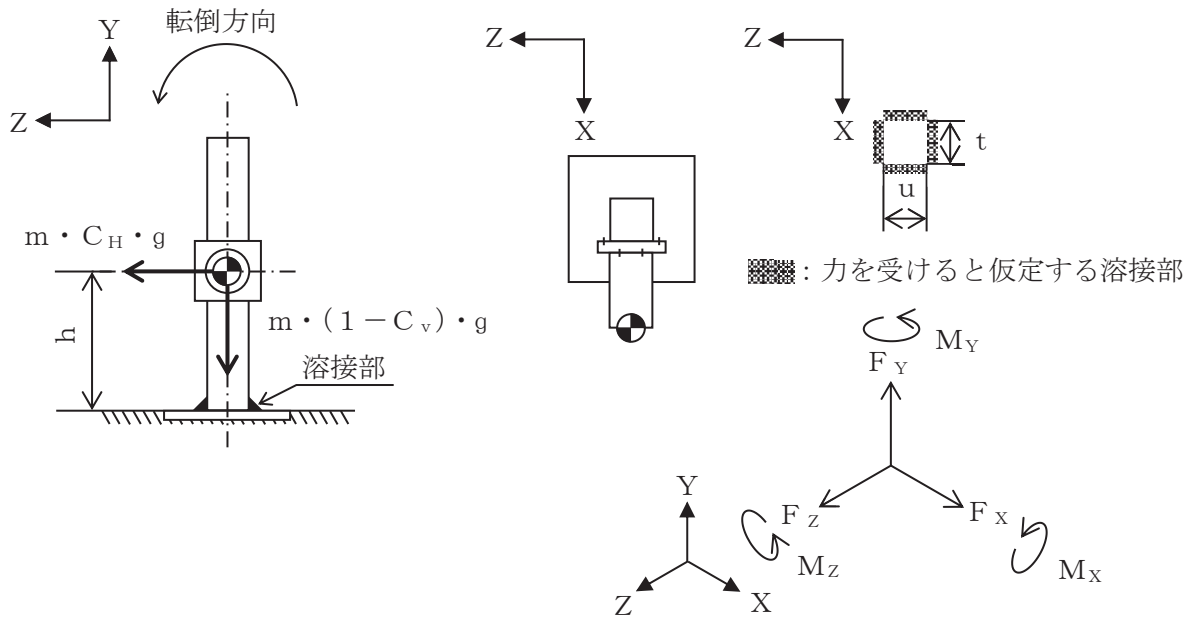 転倒方向
Y
Z
m・C_H・g
h
m・(1-C_v)・g
溶接部
Z
X
Z
X
t
u
:力を受けると仮定する溶接部
M_Y
F_Y
F_Z
F_X
M_Z
M_X
Y
Z
X